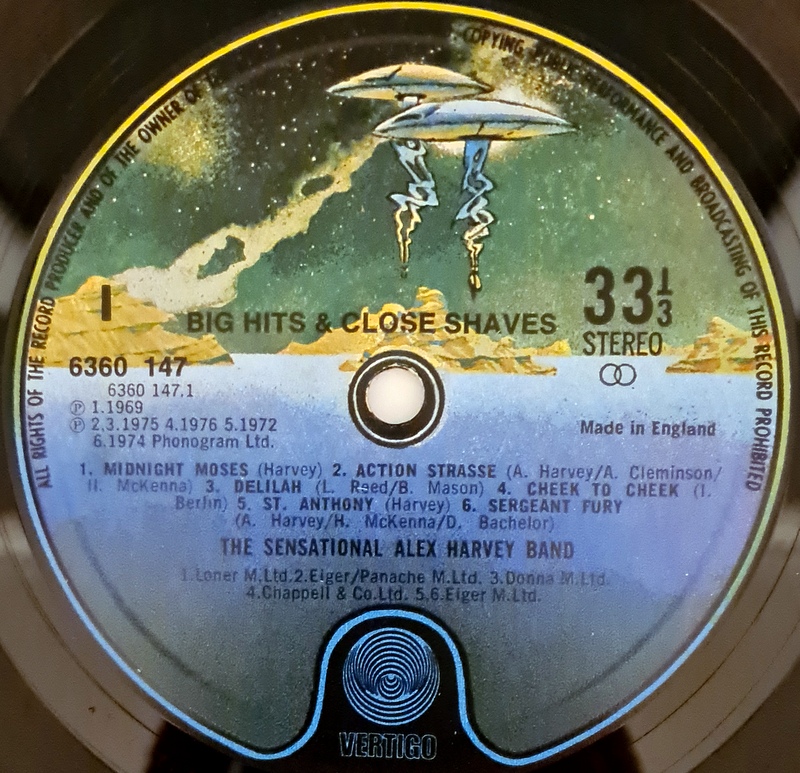 ALL RIGHTS OF THE RECORD PRODUCER AND OF THE OWNER OF
COPYING PUBLIC PERFORMANCE AND BROADCASTING OF THIS RECORD PROHIBITED
I
BIG HITS & CLOSE SHAVES
33 1/3
STEREO
6360 147
6360 147.1
Ⓟ 1.1969
Ⓟ 2,3.1975 4.1976 5.1972
6.1974 Phonogram Ltd.
Made in England
1. MIDNIGHT MOSES (Harvey) 2. ACTION STRASSE (A. Harvey/A. Cleminson/
H. McKenna) 3. DELILAH (L. Reed/B. Mason) 4. CHEEK TO CHEEK (I.
Berlin) 5. ST. ANTHONY (Harvey) 6. SERGEANT FURY
(A. Harvey/H. McKenna/D. Bachelor)
THE SENSATIONAL ALEX HARVEY BAND
1.Loner M.Ltd.2.Eiger/Panache M.Ltd. 3.Donna M.Ltd.
4.Chappell & Co.Ltd. 5.6.Eiger M.Ltd.
VERTIGO